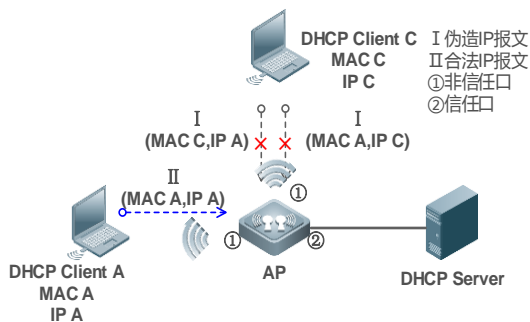 DHCP Client C
MAC C
IP C
Ⅰ伪造IP报文
Ⅱ合法IP报文
①非信任口
②信任口
Ⅰ
(MAC C,IP A)
Ⅰ
(MAC A,IP C)
①
Ⅱ
(MAC A,IP A)
①
②
DHCP Client A
MAC A
IP A
AP
DHCP Server